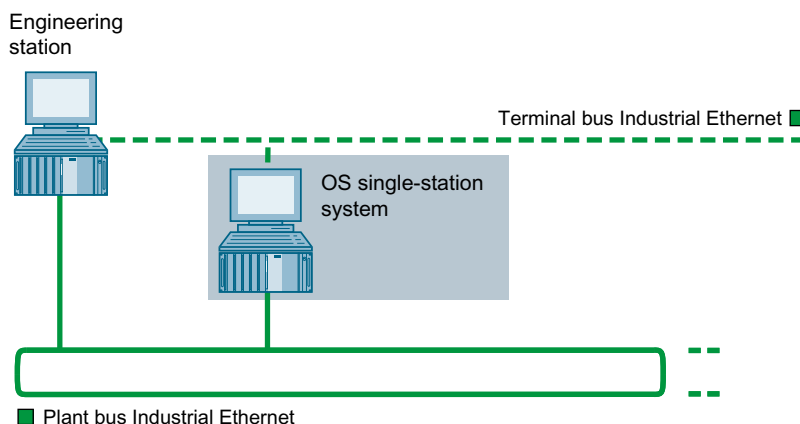 Engineering
station
Terminal bus Industrial Ethernet
OS single-station
system
Plant bus Industrial Ethernet